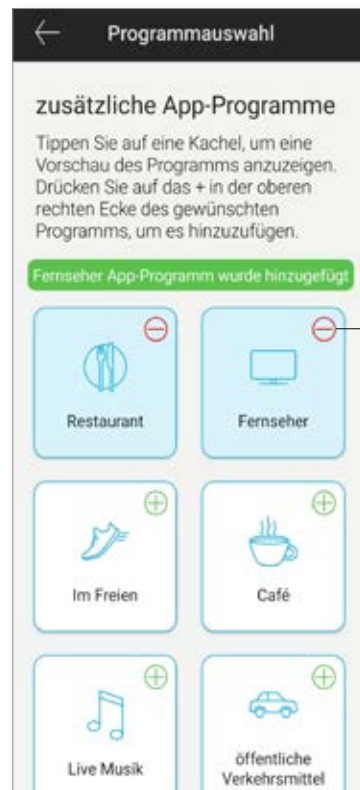 Programmauswahl
zusätzliche App-Programme
Tippen Sie auf eine Kachel, um eine
Vorschau des Programms anzuzeigen.
Drücken Sie auf das + in der oberen
rechten Ecke des gewünschten
Programms, um es hinzuzufügen.
Fernseher App-Programm wurde hinzugefügt
Restaurant
Fernseher
Im Freien
Café
Live Musik
öffentliche
Verkehrsmittel